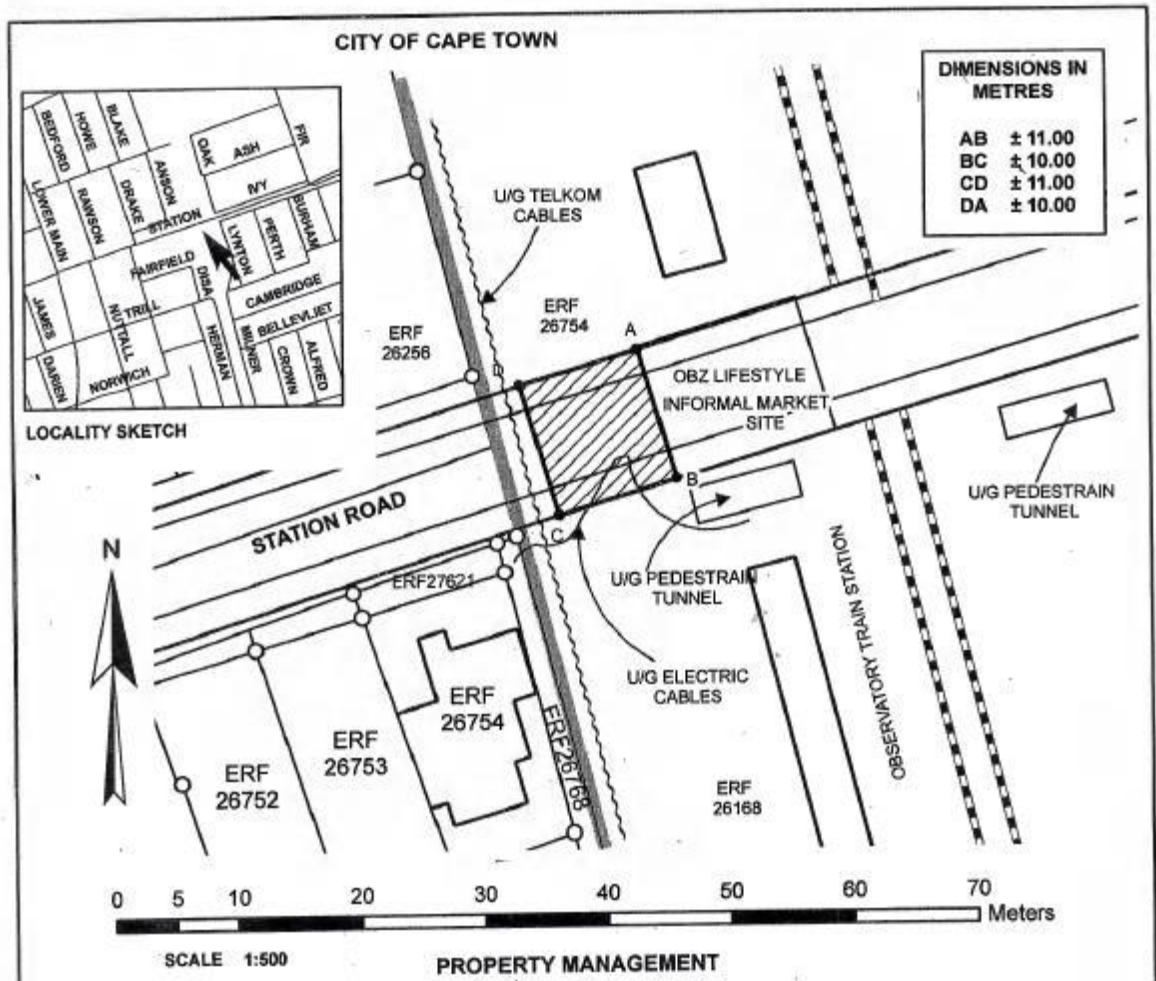 CITY OF CAPE TOWN
BEDFORD
HOWE
BLAKE
ANSON
OAK
ASH
FIR
IVY
LOWER MAIN
RAWSON
DRAKE
STATION
LYNTON
PERTH
BURHAM
FAIRFIELD
DISA
CAMBRIDGE
JAMES
NUTTALL
TRILL
HERMAN
MILNER
BELLEVLIET
DARIEN
NORWICH
CROWN
ALFRED
LOCALITY SKETCH
DIMENSIONS IN
METRES
AB ± 11.00
BC ± 10.00
CD ± 11.00
DA ± 10.00
U/G TELKOM
CABLES
ERF
26754
ERF
26256
A
D
OBZ LIFESTYLE
INFORMAL MARKET
SITE
B
C
U/G PEDESTRAIN
TUNNEL
STATION ROAD
N
ERF27621
U/G PEDESTRAIN
TUNNEL
U/G ELECTRIC
CABLES
OBSERVATORY TRAIN STATION
ERF
26754
ERF
26753
ERF
26752
ERF26768
ERF
26168
0 5 10 20 30 40 50 60 70
Meters
SCALE 1:500
PROPERTY MANAGEMENT